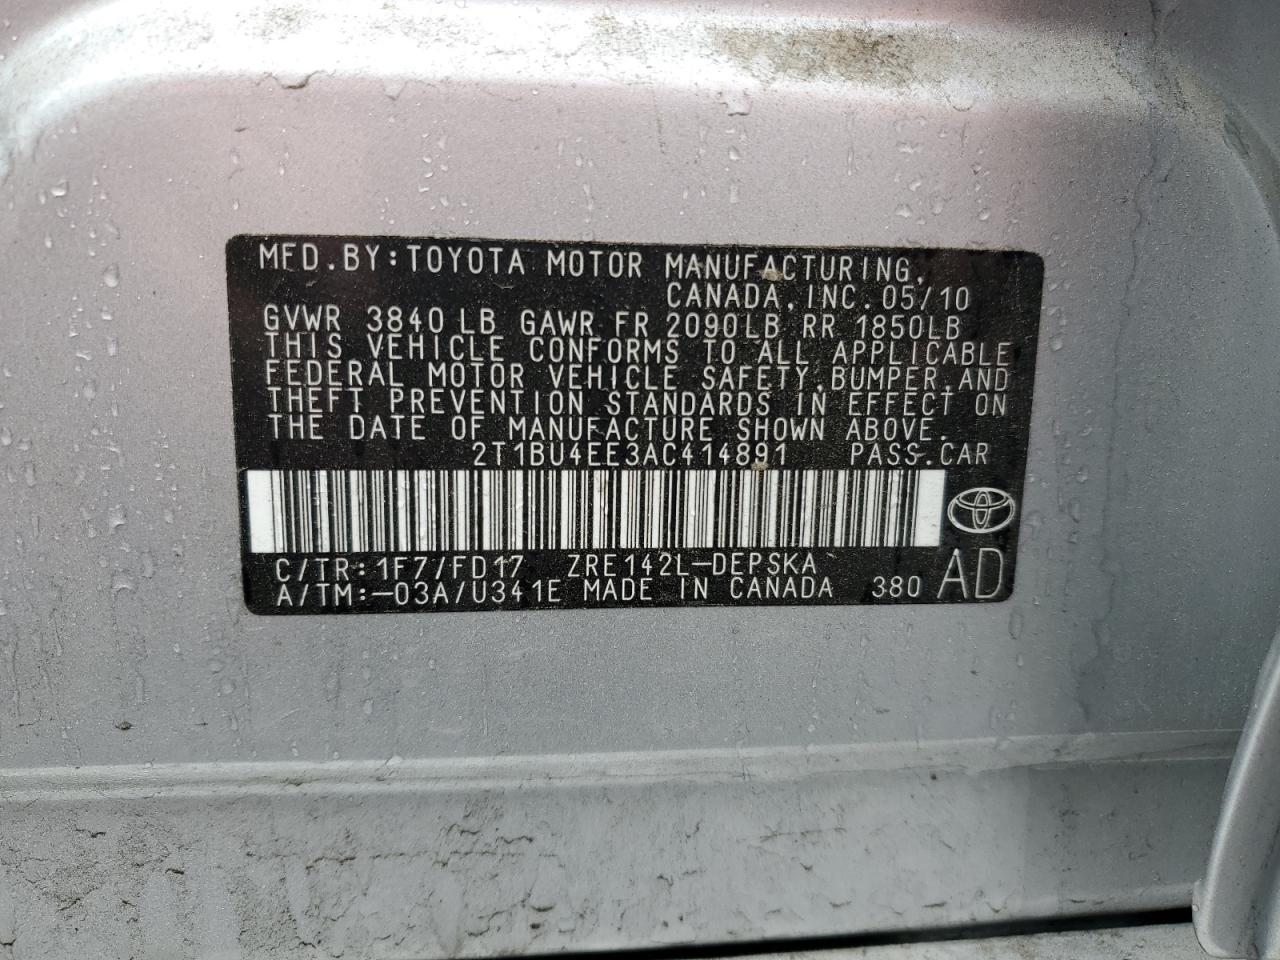 MFD.BY:TOYOTA MOTOR MANUFACTURING,
CANADA, INC. 05/10
GVWR 3840 LB GAWR FR 2090LB RR 1850LB
THIS VEHICLE CONFORMS TO ALL APPLICABLE
FEDERAL MOTOR VEHICLE SAFETY, BUMPER, AND
THEFT PREVENTION STANDARDS IN EFFECT ON
THE DATE OF MANUFACTURE SHOWN ABOVE.
2T1BU4EE3AC414891 PASS.CAR
C/TR:1F7/FD17 ZRE142L-DEPSKA
A/TM:-03A/U341E MADE IN CANADA 380 AD